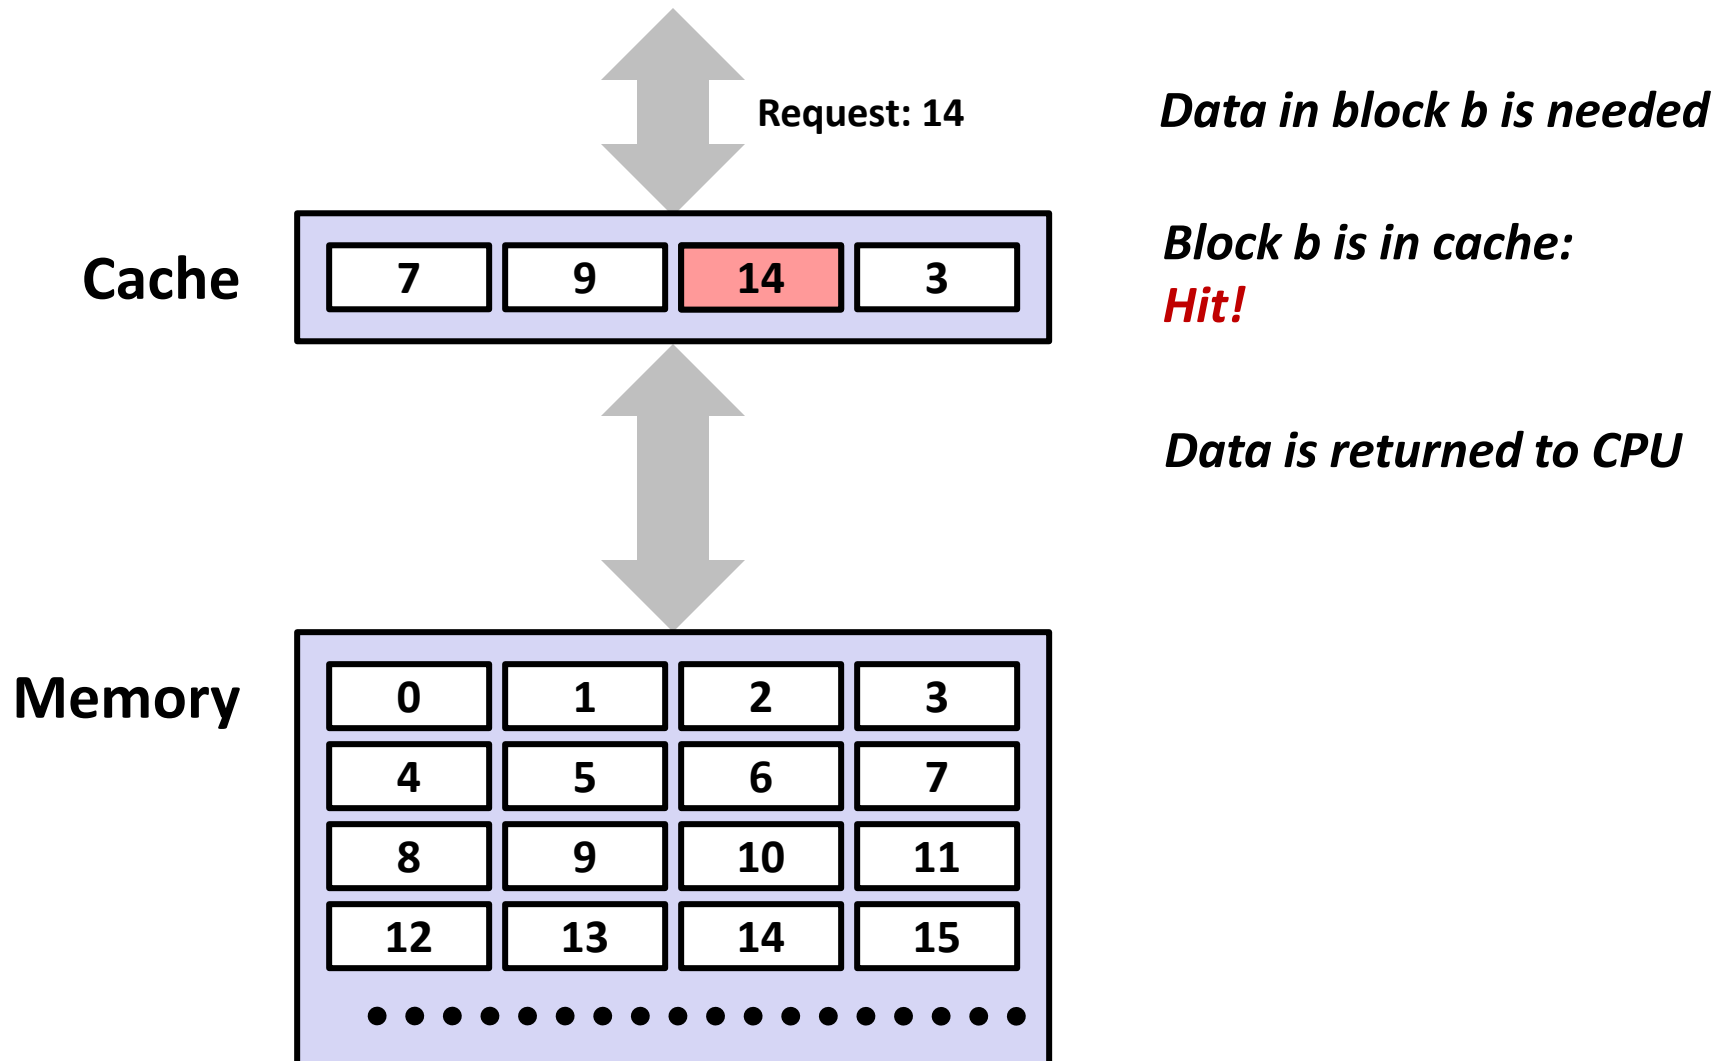 Request: 14
Data in block b is needed
Cache
7 9 14 3
Block b is in cache:
Hit!
Data is returned to CPU
Memory
0 1 2 3
4 5 6 7
8 9 10 11
12 13 14 15